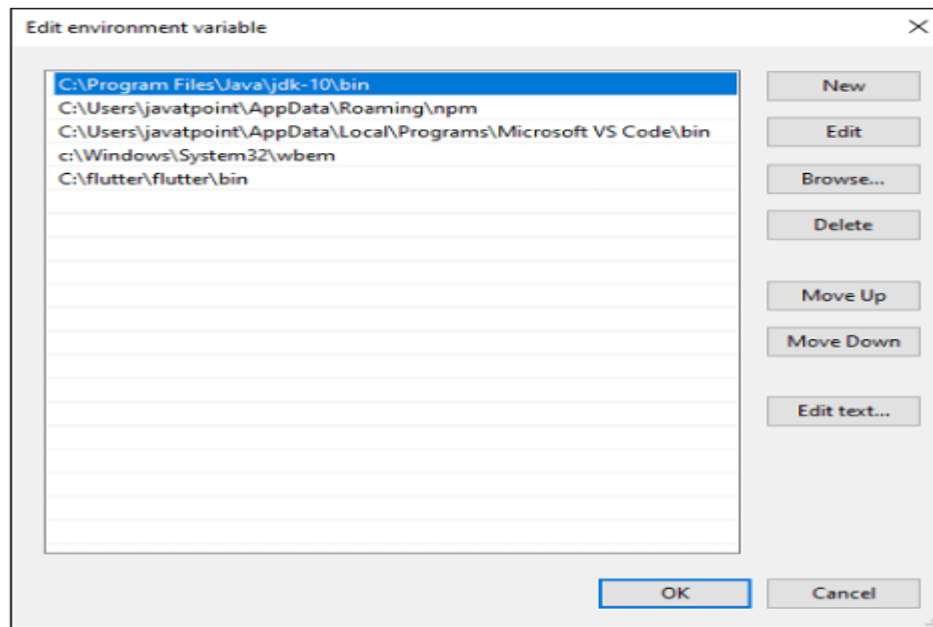 Edit environment variable
C:\Program Files\Java\jdk-10\bin
C:\Users\javatpoint\AppData\Roaming\npm
C:\Users\javatpoint\AppData\Local\Programs\Microsoft VS Code\bin
c:\Windows\System32\wbem
C:\flutter\flutter\bin
New
Edit
Browse...
Delete
Move Up
Move Down
Edit text...
OK
Cancel